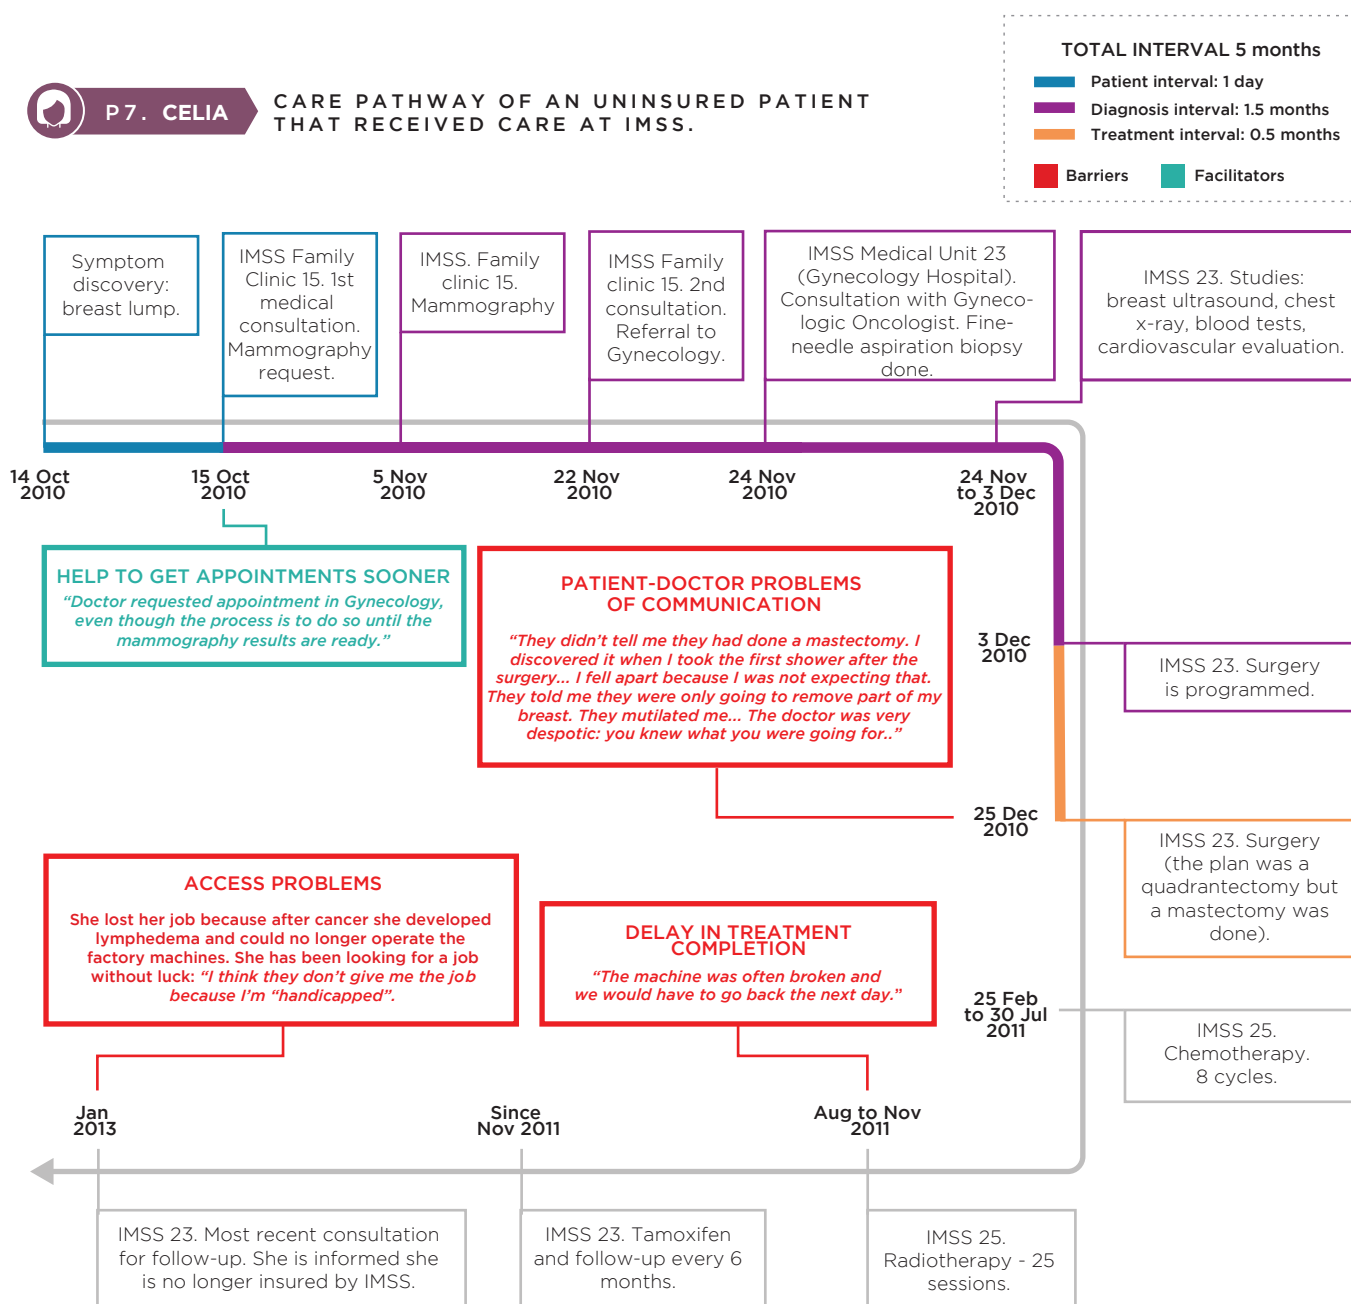 P7. CELIA
CARE PATHWAY OF AN UNINSURED PATIENT
THAT RECEIVED CARE AT IMSS.
TOTAL INTERVAL 5 months
Patient interval: 1 day
Diagnosis interval: 1.5 months
Treatment interval: 0.5 months
Barriers
Facilitators
Symptom
discovery:
breast lump.
IMSS Family
Clinic 15. 1st
medical
consultation.
Mammography
request.
IMSS. Family
clinic 15.
Mammography
IMSS Family
clinic 15. 2nd
consultation.
Referral to
Gynecology.
IMSS Medical Unit 23
(Gynecology Hospital).
Consultation with Gyneco-
logic Oncologist. Fine-
needle aspiration biopsy
done.
IMSS 23. Studies:
breast ultrasound, chest
x-ray, blood tests,
cardiovascular evaluation.
14 Oct
2010
15 Oct
2010
5 Nov
2010
22 Nov
2010
24 Nov
2010
24 Nov
to 3 Dec
2010
HELP TO GET APPOINTMENTS SOONER
“Doctor requested appointment in Gynecology,
even though the process is to do so until the
mammography results are ready.”
PATIENT-DOCTOR PROBLEMS
OF COMMUNICATION
“They didn’t tell me they had done a mastectomy. I
discovered it when I took the first shower after the
surgery... I fell apart because I was not expecting that.
They told me they were only going to remove part of my
breast. They mutilated me... The doctor was very
despotic: you knew what you were going for..”
3 Dec
2010
IMSS 23. Surgery
is programmed.
25 Dec
2010
IMSS 23. Surgery
(the plan was a
quadrantectomy but
a mastectomy was
done).
ACCESS PROBLEMS
She lost her job because after cancer she developed
lymphedema and could no longer operate the
factory machines. She has been looking for a job
without luck: “I think they don’t give me the job
because I’m “handicapped”.
DELAY IN TREATMENT
COMPLETION
“The machine was often broken and
we would have to go back the next day.”
25 Feb
to 30 Jul
2011
IMSS 25.
Chemotherapy.
8 cycles.
Jan
2013
Since
Nov 2011
Aug to Nov
2011
IMSS 23. Most recent consultation
for follow-up. She is informed she
is no longer insured by IMSS.
IMSS 23. Tamoxifen
and follow-up every 6
months.
IMSS 25.
Radiotherapy - 25
sessions.